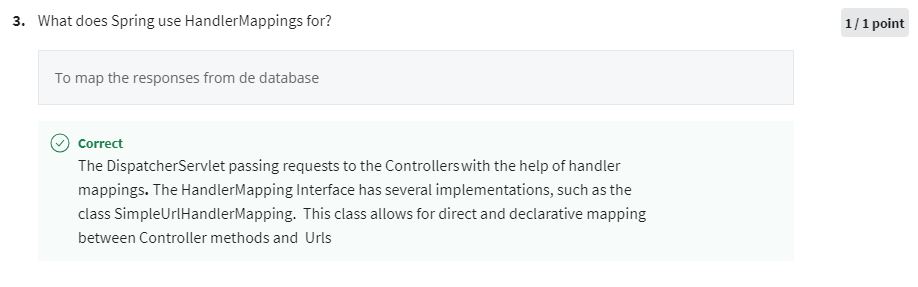 3. What does Spring use HandlerMappings for?
1 / 1 point
To map the responses from de database
Correct
The DispatcherServlet passing requests to the Controllers with the help of handler
mappings. The HandlerMapping Interface has several implementations, such as the
class SimpleUrlHandlerMapping. This class allows for direct and declarative mapping
between Controller methods and Urls